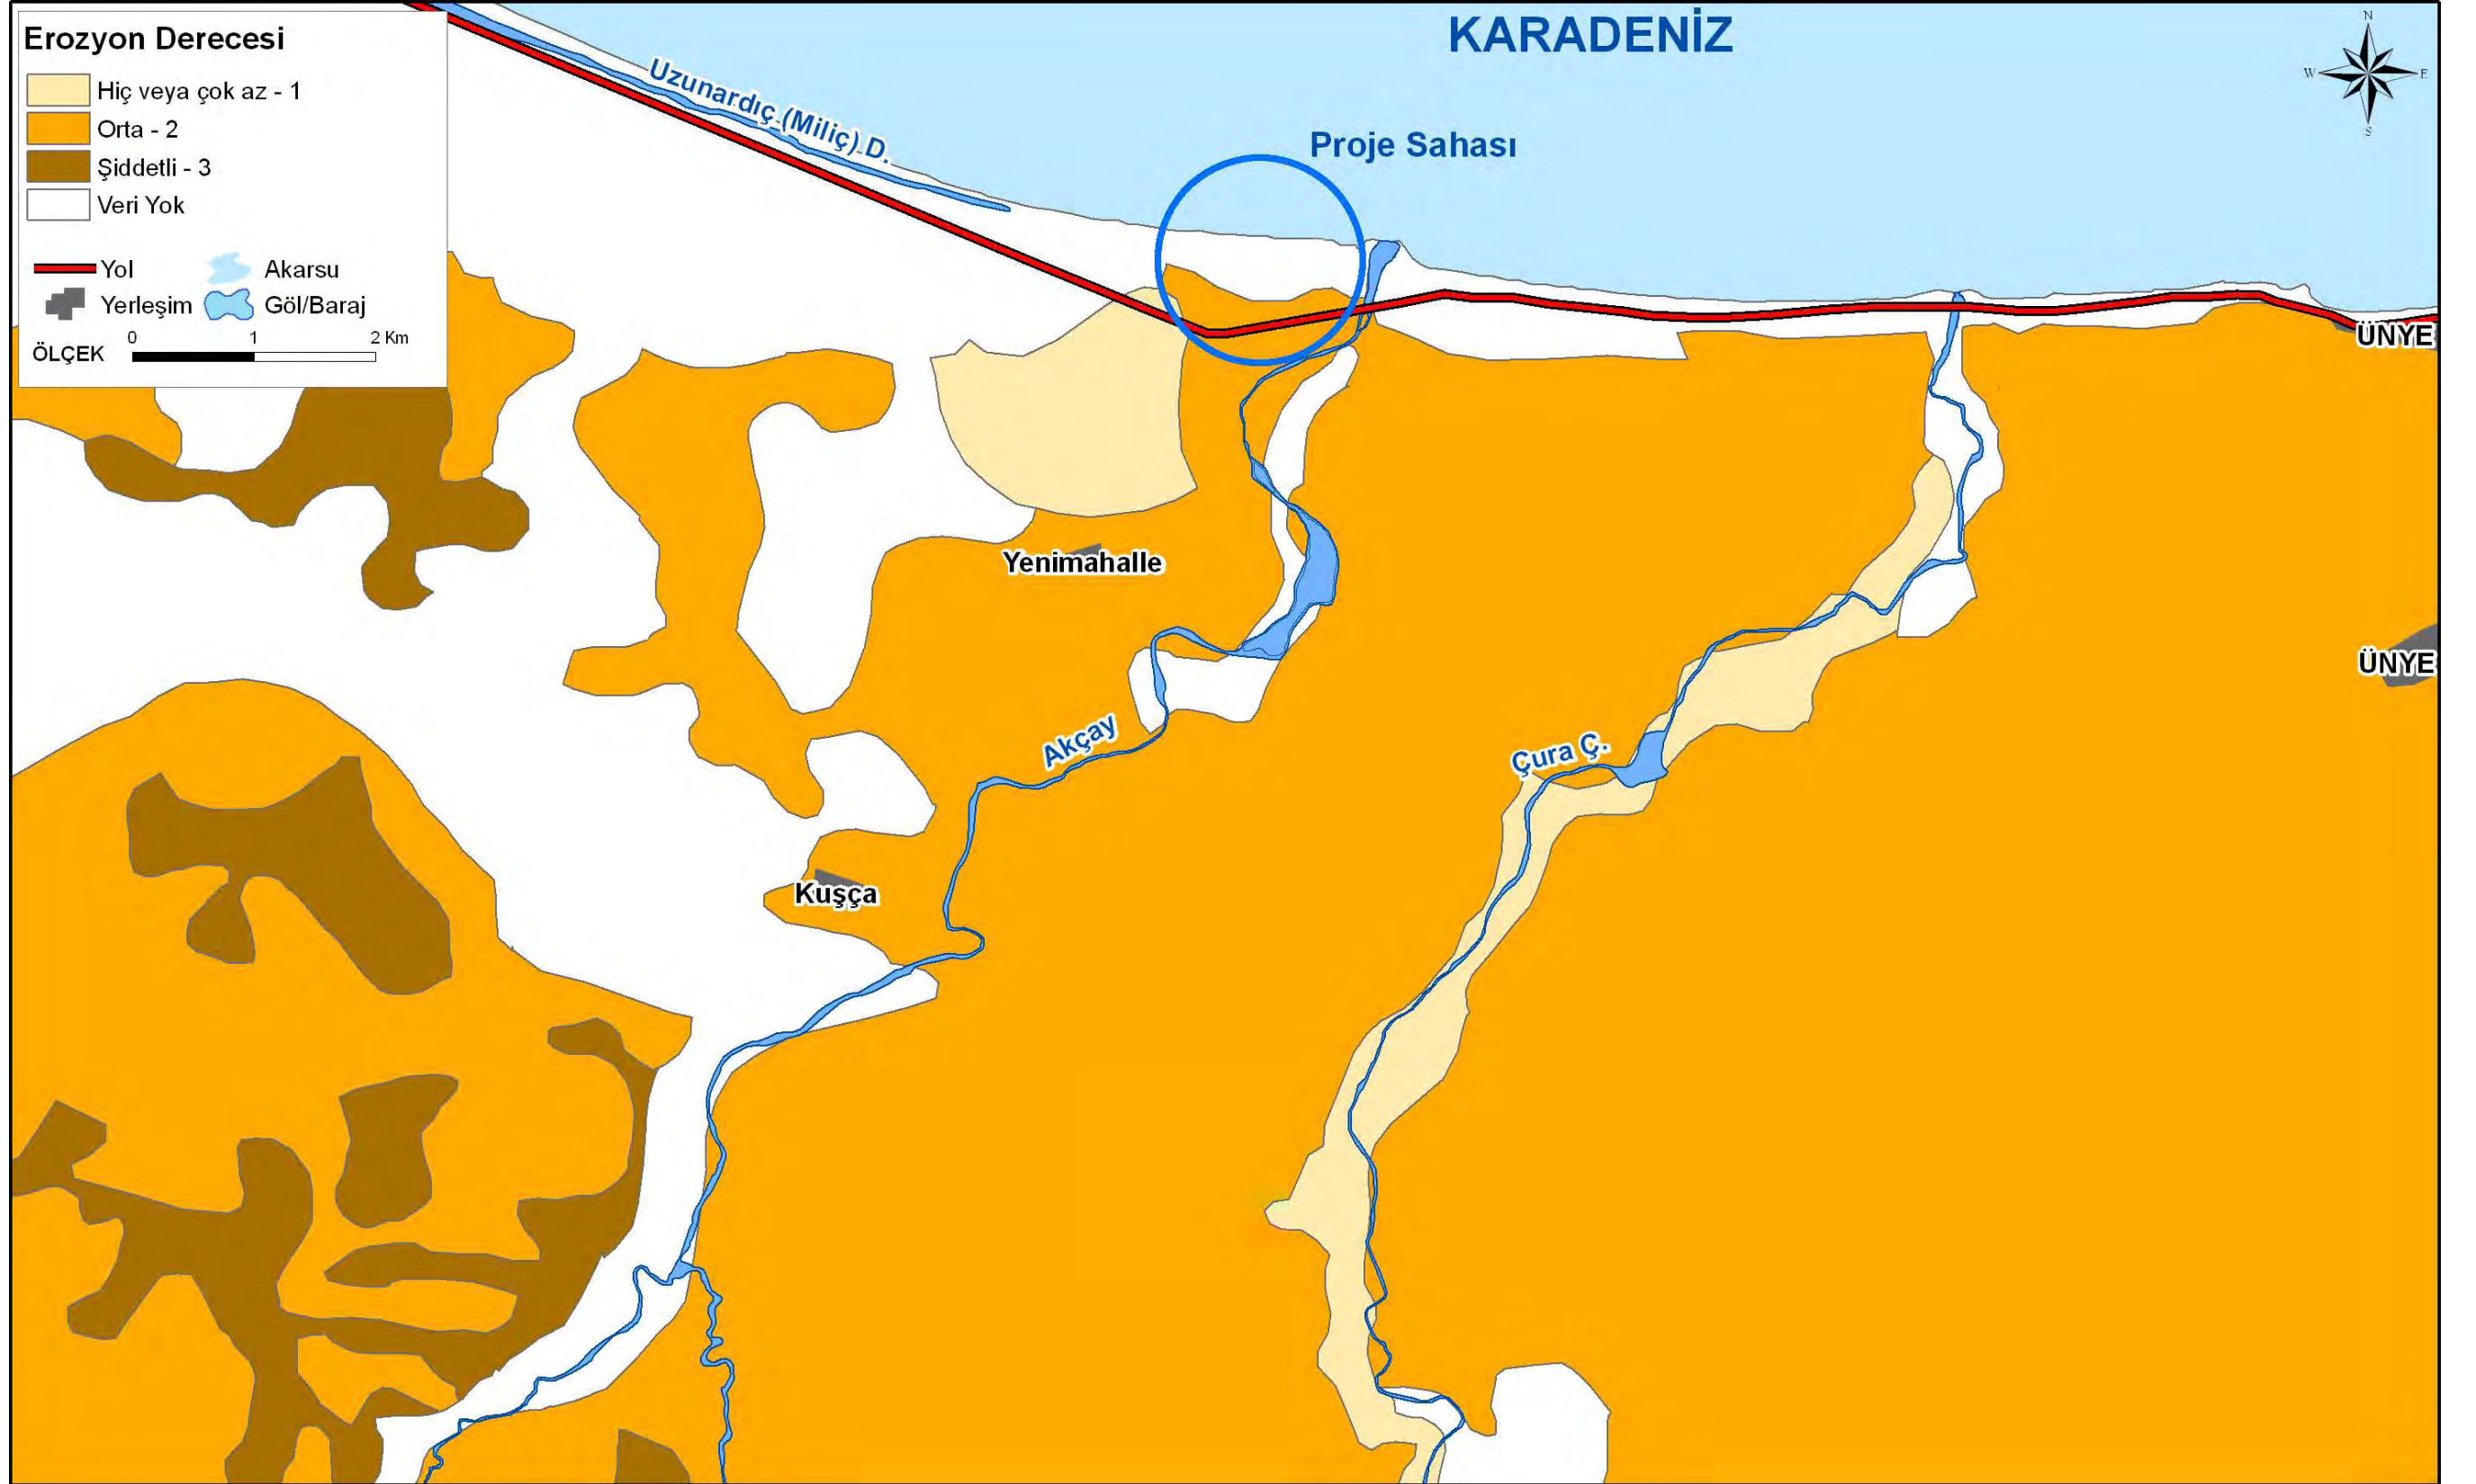 Erozyon Derecesi
Hiç veya çok az - 1
Orta - 2
Şiddetli - 3
Veri Yok
Yol
Akarsu
Yerleşim
Göl/Baraj
0 1 2 Km
ÖLÇEK
KARADENİZ
N
W E
S
Uzunardıç (Miliç) D.
Proje Sahası
ÜNYE
Yenimahalle
ÜNYE
Akçay
Çura Ç.
Kuşça